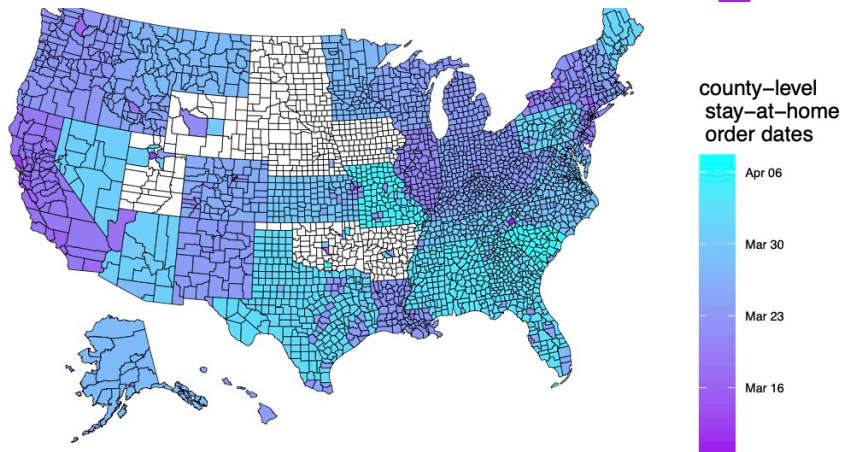 county−level
stay−at−home
order dates
Apr 06
Mar 30
Mar 23
Mar 16